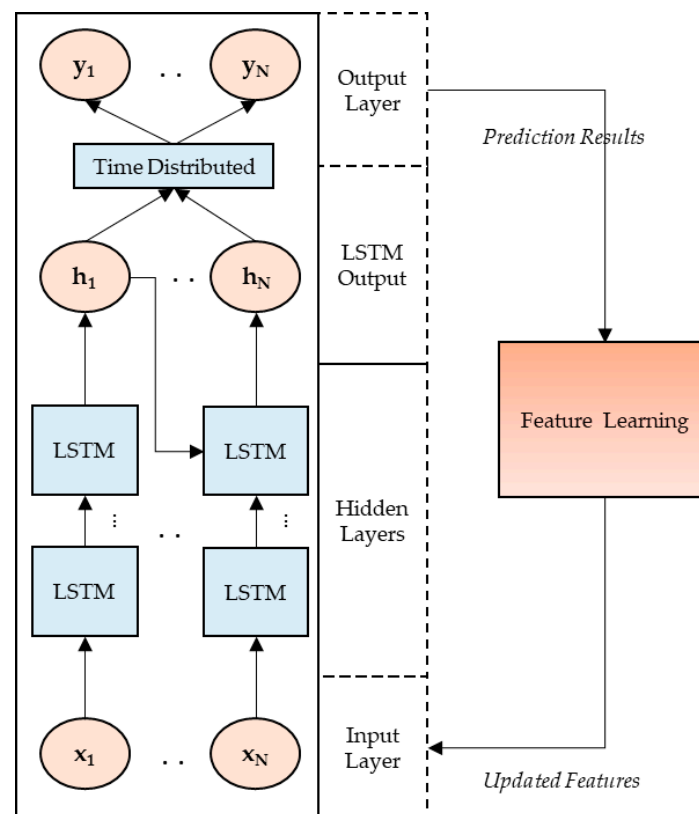 y₁ . . yN
Time Distributed
h₁ . . hN
LSTM LSTM
... . . ...
LSTM LSTM
x₁ . . xN
Output
Layer
LSTM
Output
Hidden
Layers
Input
Layer
Prediction Results
Feature Learning
Updated Features